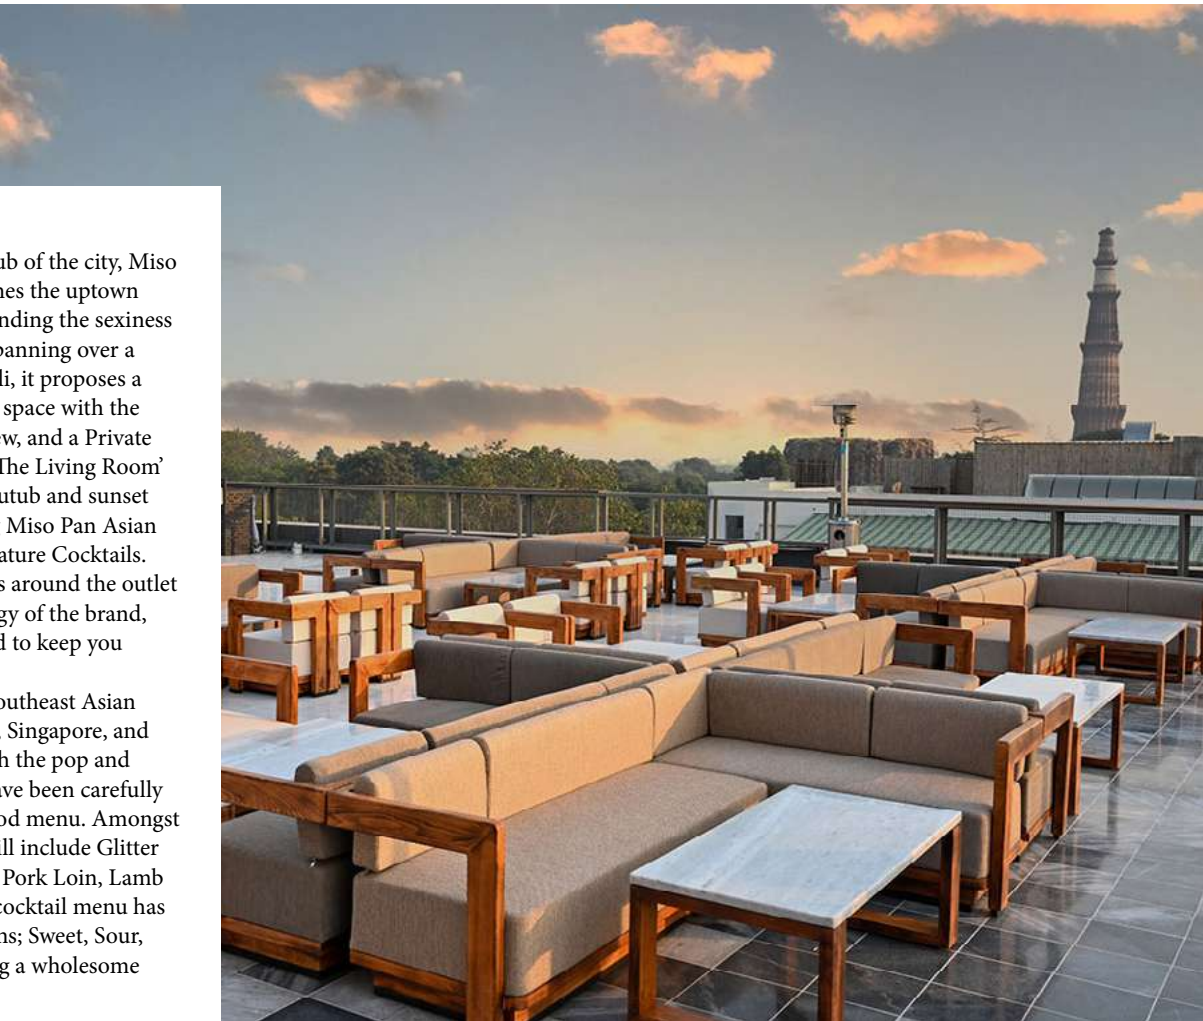 ub of the city, Miso
nes the uptown
nding the sexiness
panning over a
li, it proposes a
space with the
ew, and a Private
The Living Room’
utub and sunset
Miso Pan Asian
ature Cocktails.
s around the outlet
gy of the brand,
d to keep you
outheast Asian
, Singapore, and
h the pop and
ave been carefully
od menu. Amongst
ill include Glitter
Pork Loin, Lamb
cocktail menu has
ns; Sweet, Sour,
g a wholesome